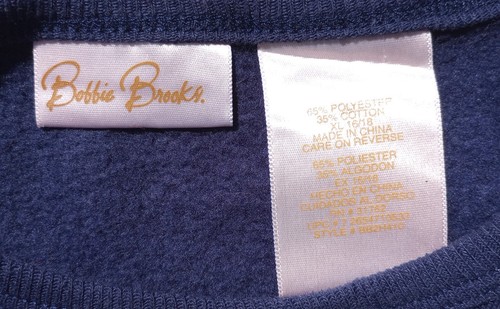 Bobbie Brooks.
65% POLYESTER
35% COTTON
XL 16/18
MADE IN CHINA
CARE ON REVERSE
65% POLIESTER
35% ALGODON
HECHO EN CHINA
CUIDADOS AL DORSO